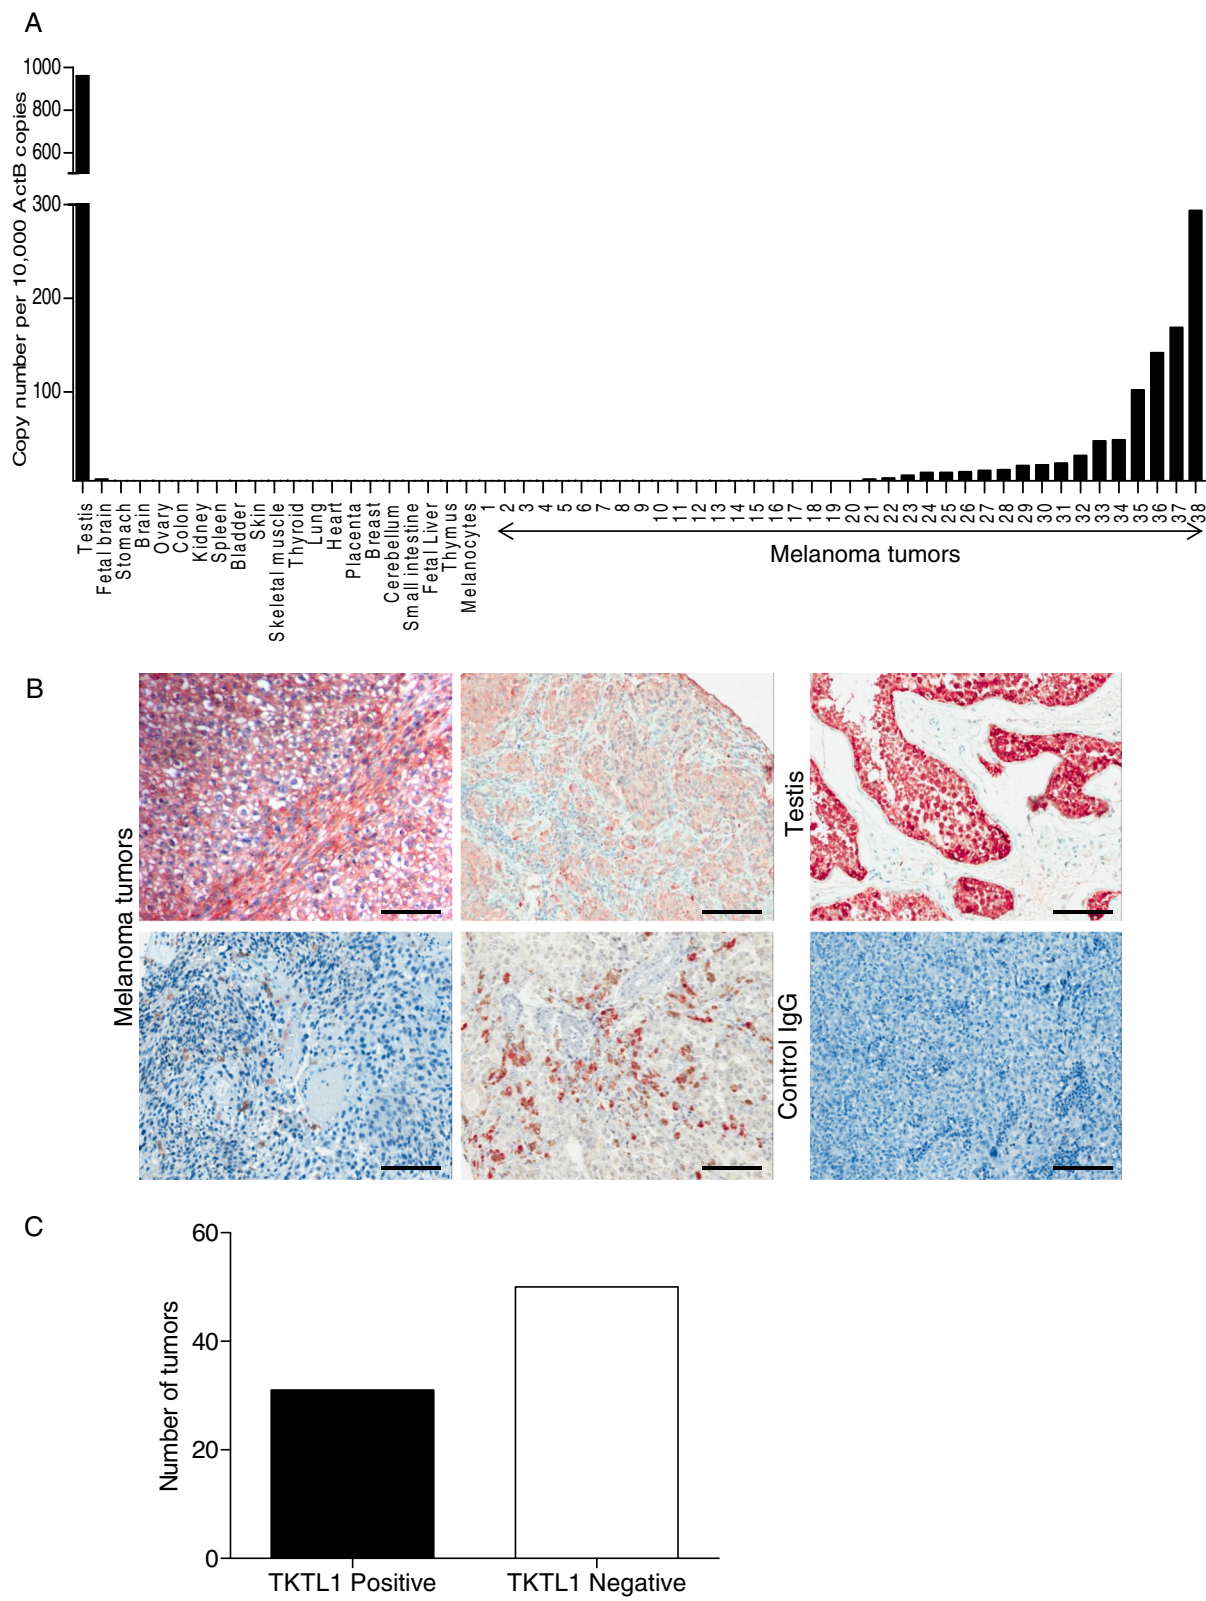 A
Copy number per 10,000 ActB copies
1000
800
600
300
200
100
Testis
Fetal brain
Stomach
Brain
Ovary
Colon
Kidney
Spleen
Bladder
Skin
Skeletal muscle
Thyroid
Lung
Heart
Placenta
Breast
Cerebellum
Small intestine
Fetal Liver
Thymus
Melanocytes
1
2
3
4
5
6
7
8
9
10
11
12
13
14
15
16
17
18
19
20
21
22
23
24
25
26
27
28
29
30
31
32
33
34
35
36
37
38
Melanoma tumors
B
Melanoma tumors
Testis
Control IgG
C
Number of tumors
60
40
20
0
TKTL1 Positive
TKTL1 Negative